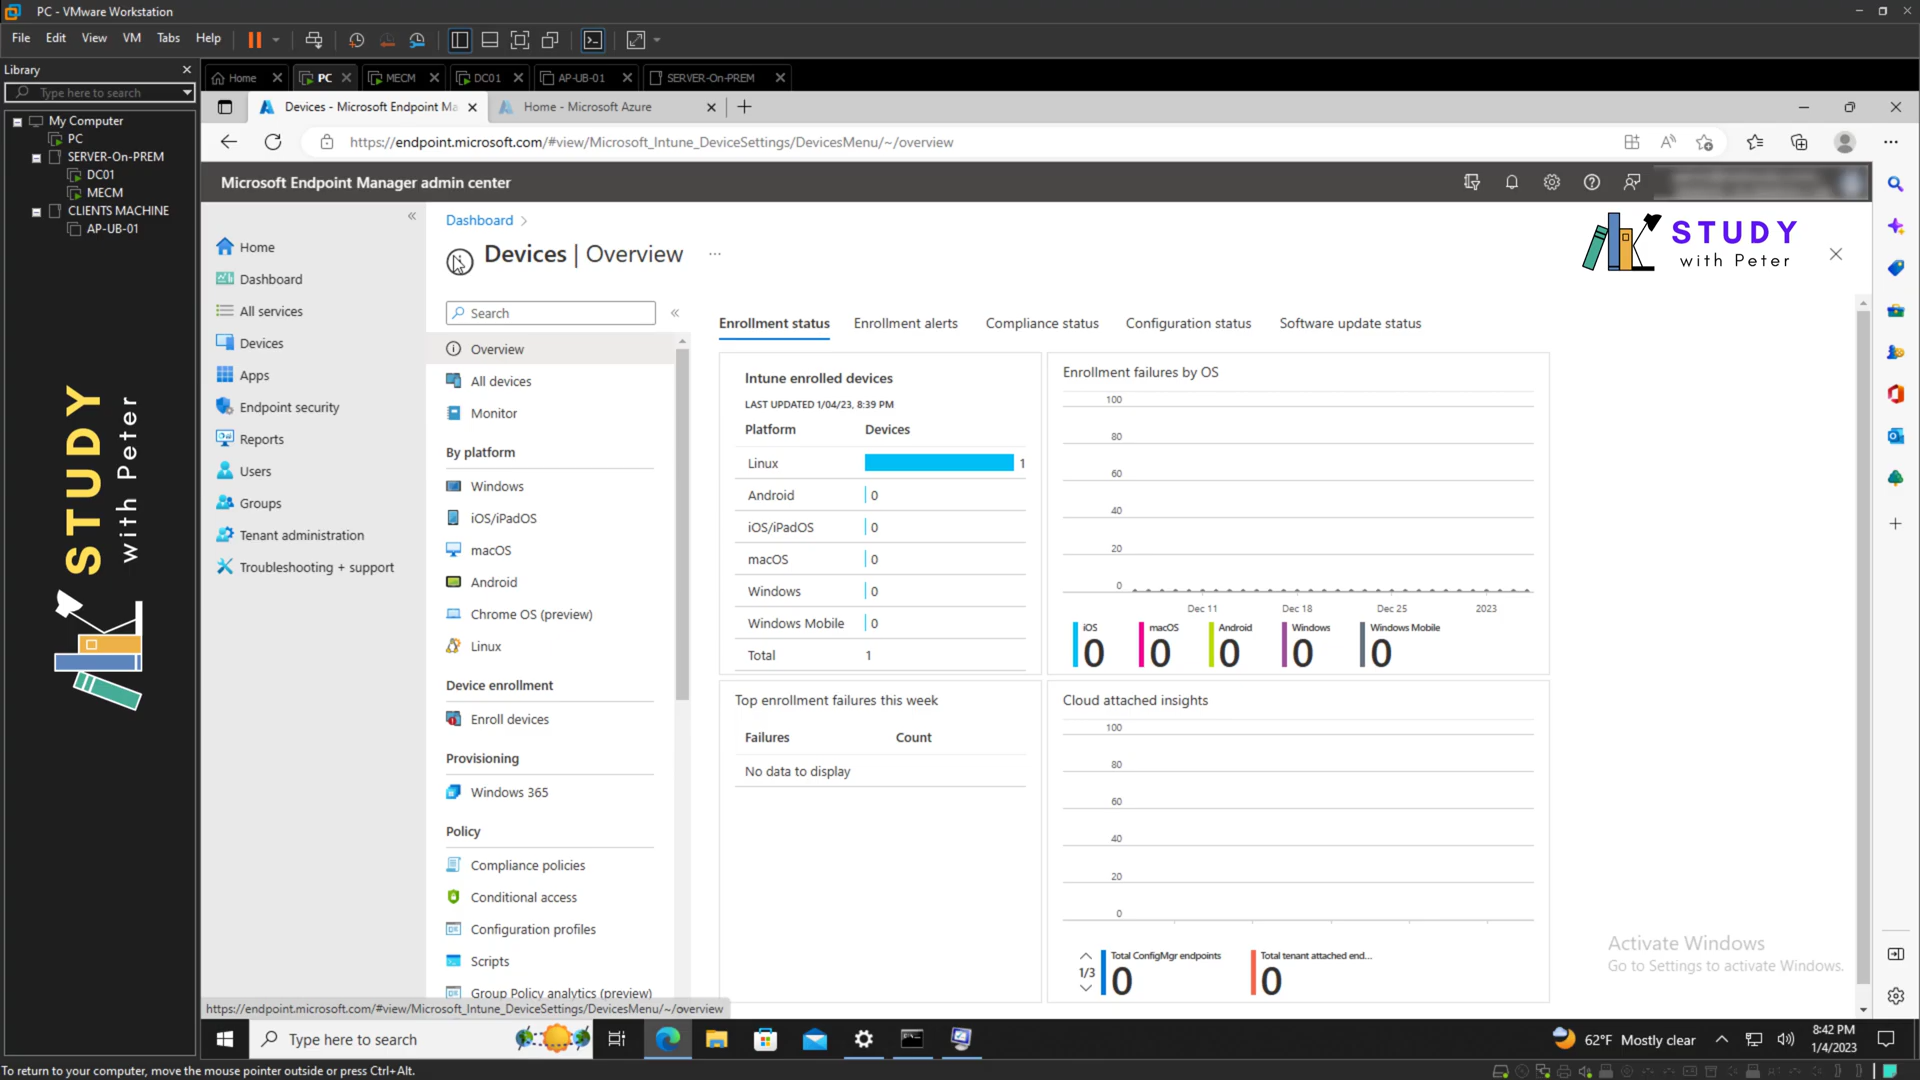 PC - VMware Workstation
File Edit View VM Tabs Help
Library
Type here to search
My Computer
PC
SERVER-On-PREM
DC01
MECM
CLIENTS MACHINE
AP-UB-01
STUDY
with Peter
Home PC MECM DC01 AP-UB-01 SERVER-On-PREM
Devices - Microsoft Endpoint Ma Home - Microsoft Azure
https://endpoint.microsoft.com/#view/Microsoft_Intune_DeviceSettings/DevicesMenu/~/overview
Microsoft Endpoint Manager admin center
Home
Dashboard
All services
Devices
Apps
Endpoint security
Reports
Users
Groups
Tenant administration
Troubleshooting + support
Dashboard
Devices | Overview ...
STUDY
with Peter
Search
Overview
All devices
Monitor
By platform
Windows
iOS/iPadOS
macOS
Android
Chrome OS (preview)
Linux
Device enrollment
Enroll devices
Provisioning
Windows 365
Policy
Compliance policies
Conditional access
Configuration profiles
Scripts
Group Policy analytics (preview)
Enrollment status Enrollment alerts Compliance status Configuration status Software update status
Intune enrolled devices
LAST UPDATED 1/04/23, 8:39 PM
Platform Devices
Linux 1
Android 0
iOS/iPadOS 0
macOS 0
Windows 0
Windows Mobile 0
Total 1
Enrollment failures by OS
100
80
60
40
20
0
Dec 11 Dec 18 Dec 25 2023
iOS macOS Android Windows Windows Mobile
0 0 0 0 0
Top enrollment failures this week
Failures Count
No data to display
Cloud attached insights
100
80
60
40
20
0
1/3
Total ConfigMgr endpoints Total tenant attached end...
0 0
Activate Windows
Go to Settings to activate Windows.
https://endpoint.microsoft.com/#view/Microsoft_Intune_DeviceSettings/DevicesMenu/~/overview
Type here to search
62°F Mostly clear
8:42 PM
1/4/2023
To return to your computer, move the mouse pointer outside or press Ctrl+Alt.